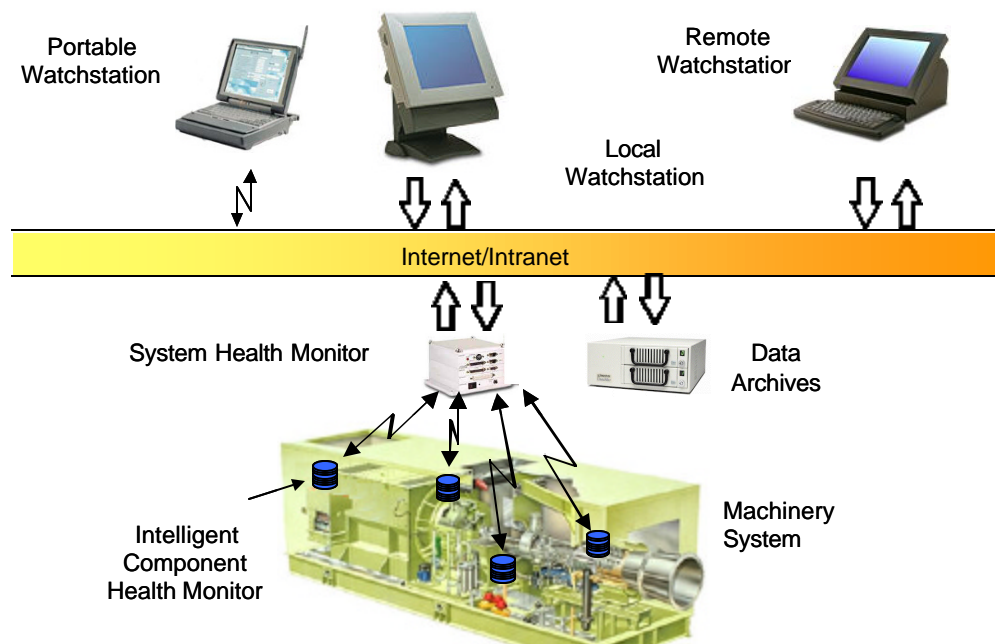 Portable
Watchstation
Remote
Watchstatior
Local
Watchstation
Internet/Intranet
System Health Monitor
Data
Archives
Machinery
System
Intelligent
Component
Health Monitor